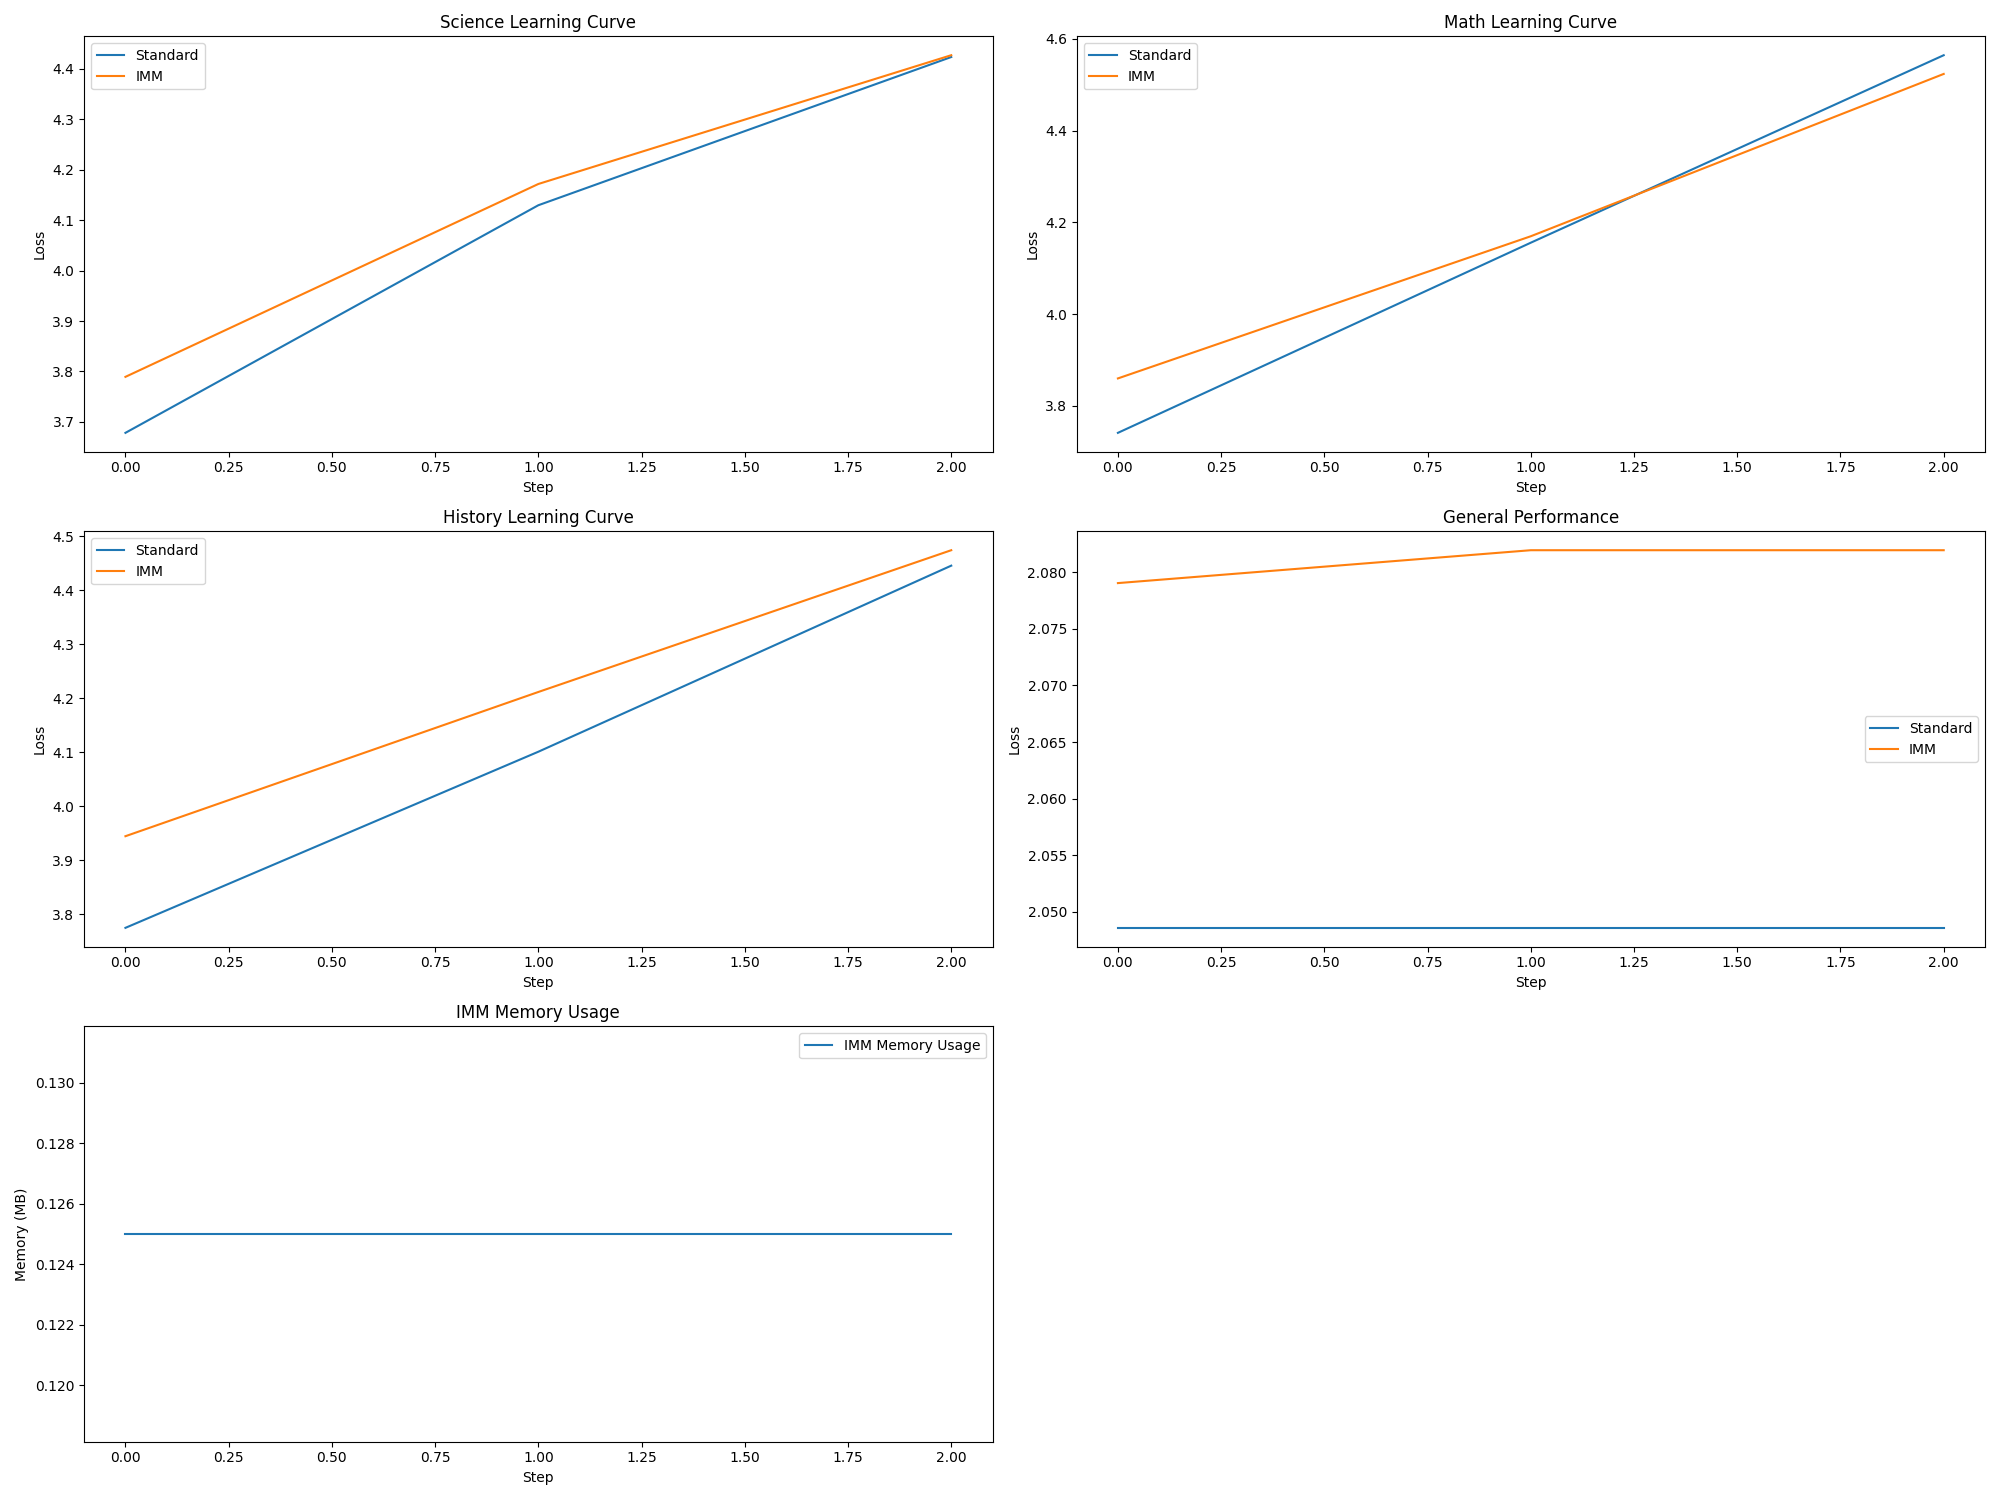 Science Learning Curve
Standard
IMM
4.4
4.3
4.2
4.1
4.0
3.9
3.8
3.7
Loss
0.00 0.25 0.50 0.75 1.00 1.25 1.50 1.75 2.00
Step
Math Learning Curve
Standard
IMM
4.6
4.4
4.2
4.0
3.8
Loss
0.00 0.25 0.50 0.75 1.00 1.25 1.50 1.75 2.00
Step
History Learning Curve
Standard
IMM
4.5
4.4
4.3
4.2
4.1
4.0
3.9
3.8
Loss
0.00 0.25 0.50 0.75 1.00 1.25 1.50 1.75 2.00
Step
General Performance
Standard
IMM
2.080
2.075
2.070
2.065
2.060
2.055
2.050
Loss
0.00 0.25 0.50 0.75 1.00 1.25 1.50 1.75 2.00
Step
IMM Memory Usage
IMM Memory Usage
0.130
0.128
0.126
0.124
0.122
0.120
Memory (MB)
0.00 0.25 0.50 0.75 1.00 1.25 1.50 1.75 2.00
Step